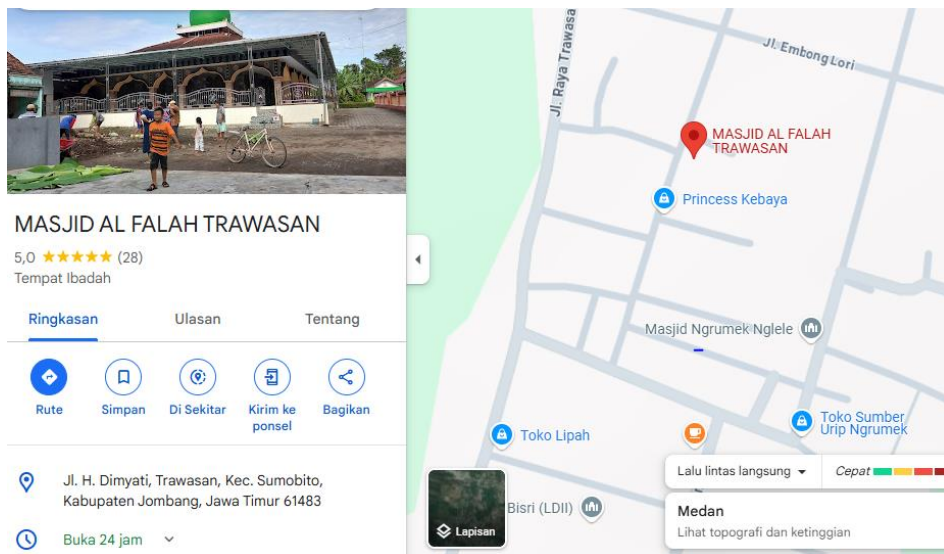 MASJID AL FALAH TRAWASAN
5,0 ★★★★★ (28)
Tempat Ibadah
Ringkasan
Ulasan
Tentang
Rute
Simpan
Di Sekitar
Kirim ke
ponsel
Bagikan
Jl. H. Dimyati, Trawasan, Kec. Sumobito,
Kabupaten Jombang, Jawa Timur 61483
Buka 24 jam
Jl. Raya Trawasa
Jl. Embong Lori
MASJID AL FALAH
TRAWASAN
Princess Kebaya
Masjid Ngrumek Nglele
Toko Sumber
Urip Ngrumek
Toko Lipah
Bisri (LDII)
Lapisan
Lalu lintas langsung
Cepat
Medan
Lihat topografi dan ketinggian